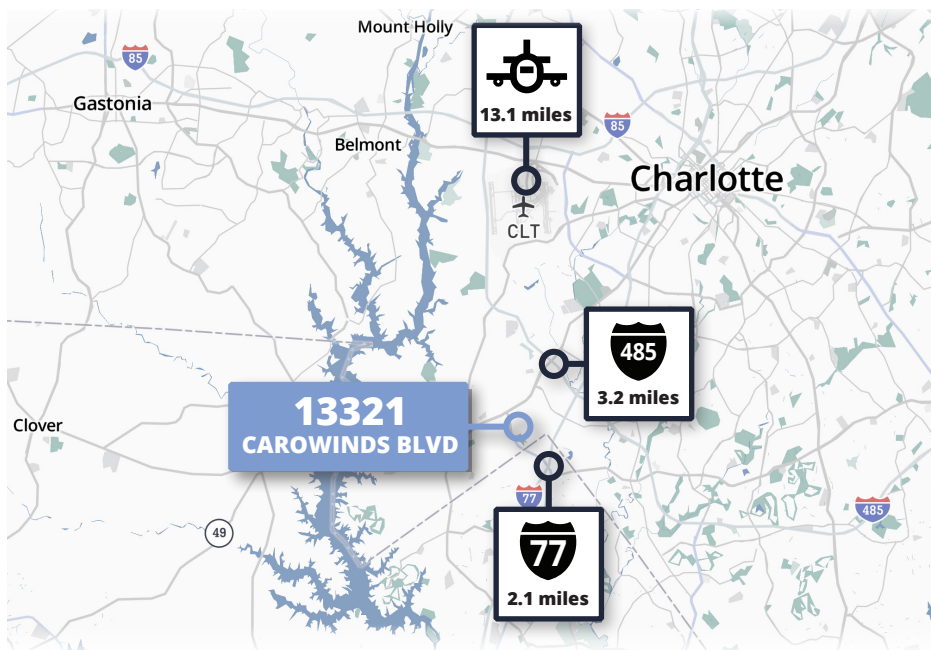 Mount Holly
85
Gastonia
13.1 miles
85
Belmont
Charlotte
CLT
485
3.2 miles
13321
CAROWINDS BLVD
Clover
77
485
49
77
2.1 miles